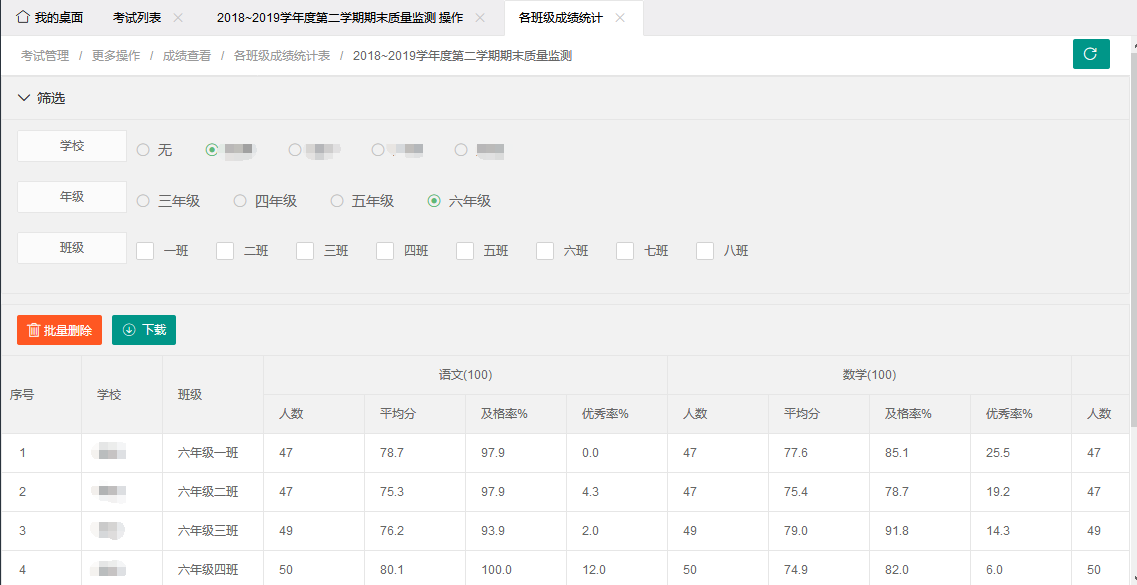 我的桌面 考试列表 2018~2019学年度第二学期期末质量监测 操作 各班级成绩统计
考试管理 / 更多操作 / 成绩查看 / 各班级成绩统计表 / 2018~2019学年度第二学期期末质量监测
筛选
学校 无
年级 三年级 四年级 五年级 六年级
班级 一班 二班 三班 四班 五班 六班 七班 八班
批量删除 下载
序号 学校 班级 语文(100) 数学(100)
人数 平均分 及格率% 优秀率% 人数 平均分 及格率% 优秀率% 人数
1 六年级一班 47 78.7 97.9 0.0 47 77.6 85.1 25.5 47
2 六年级二班 47 75.3 97.9 4.3 47 75.4 78.7 19.2 47
3 六年级三班 49 76.2 93.9 2.0 49 79.0 91.8 14.3 49
4 六年级四班 50 80.1 100.0 12.0 50 74.9 82.0 6.0 50